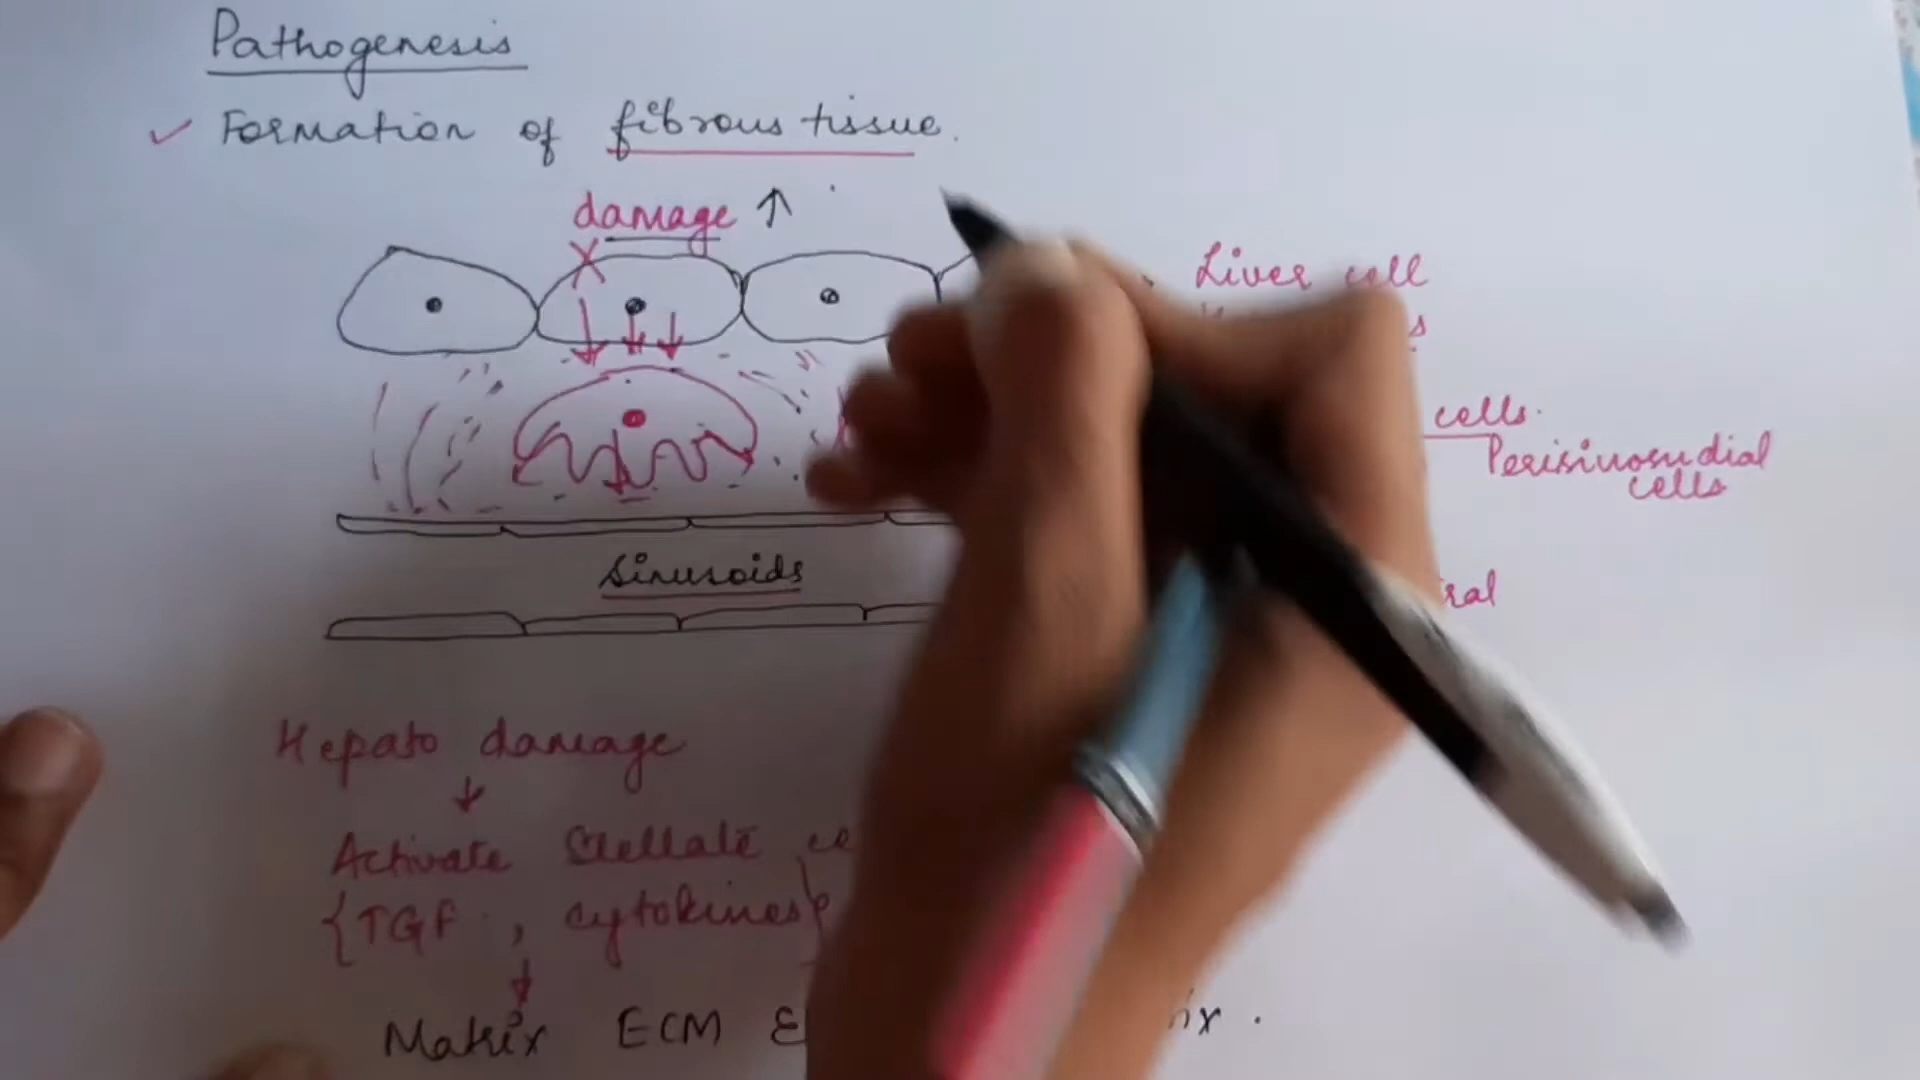 Pathogenesis
✓ Formation of fibrous tissue.
damage ↑
Liver cell
cells.
Perisinosudial
cells
Sinusoids
Hepato damage
↓
Activate Stellate
{TGF , cytokines}
↓
Matrix ECM